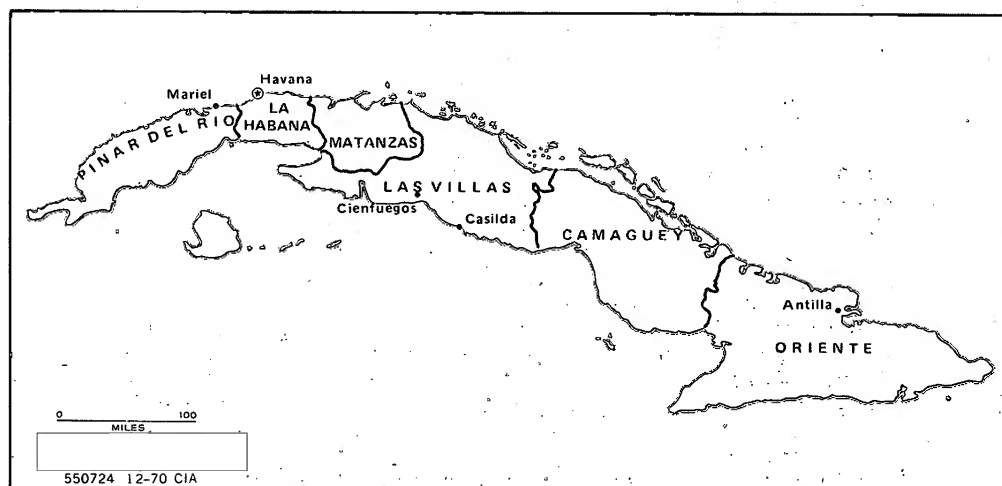 Havana
Mariel
LA
HABANA
PINAR DEL RIO
MATANZAS
LAS VILLAS
Cienfuegos
Casilda
CAMAGUEY
Antilla
ORIENTE
0 100
MILES
550724 12-70 CIA